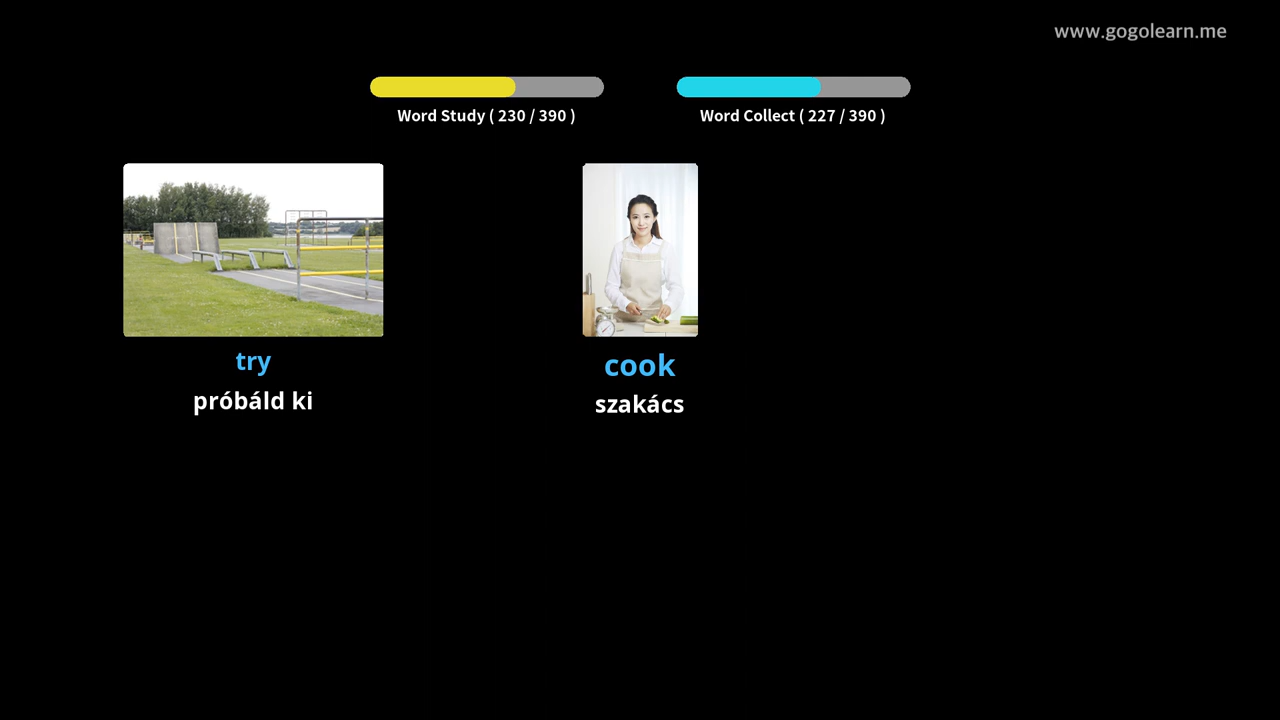 www.gogolearn.me
Word Study ( 230 / 390 )
Word Collect ( 227 / 390 )
try
próbáld ki
cook
szakács